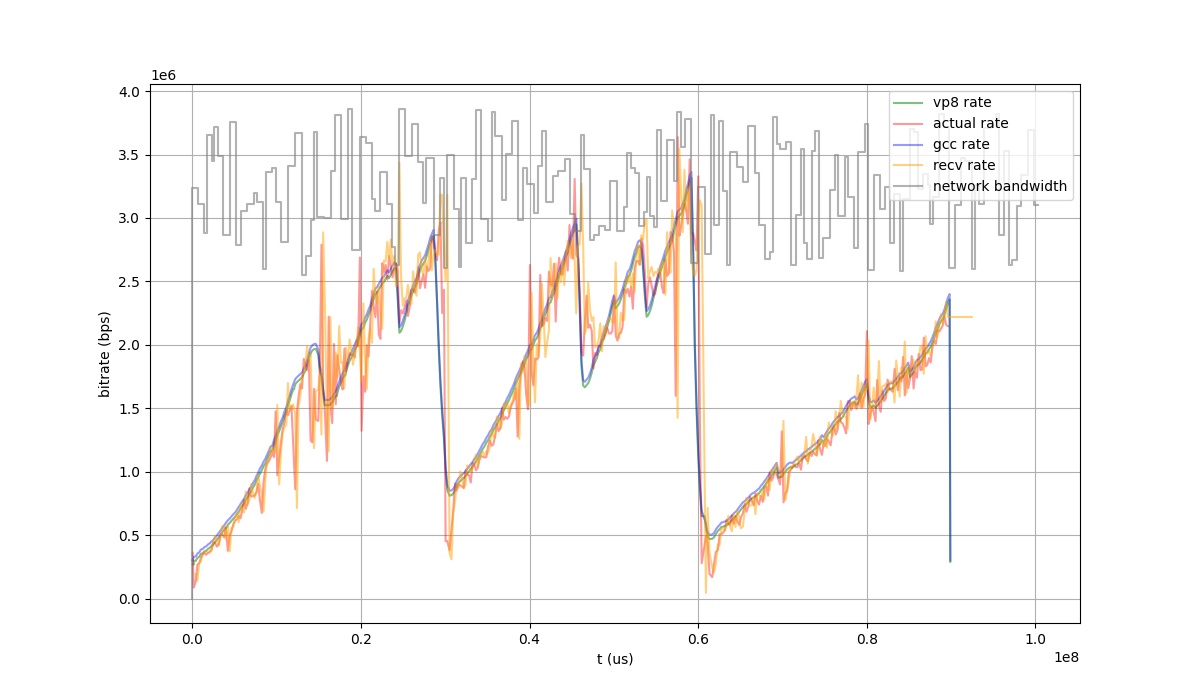 1e6
4.0
3.5
3.0
2.5
2.0
1.5
1.0
0.5
0.0
bitrate (bps)
vp8 rate
actual rate
gcc rate
recv rate
network bandwidth
0.0 0.2 0.4 0.6 0.8 1.0
t (us)
1e8